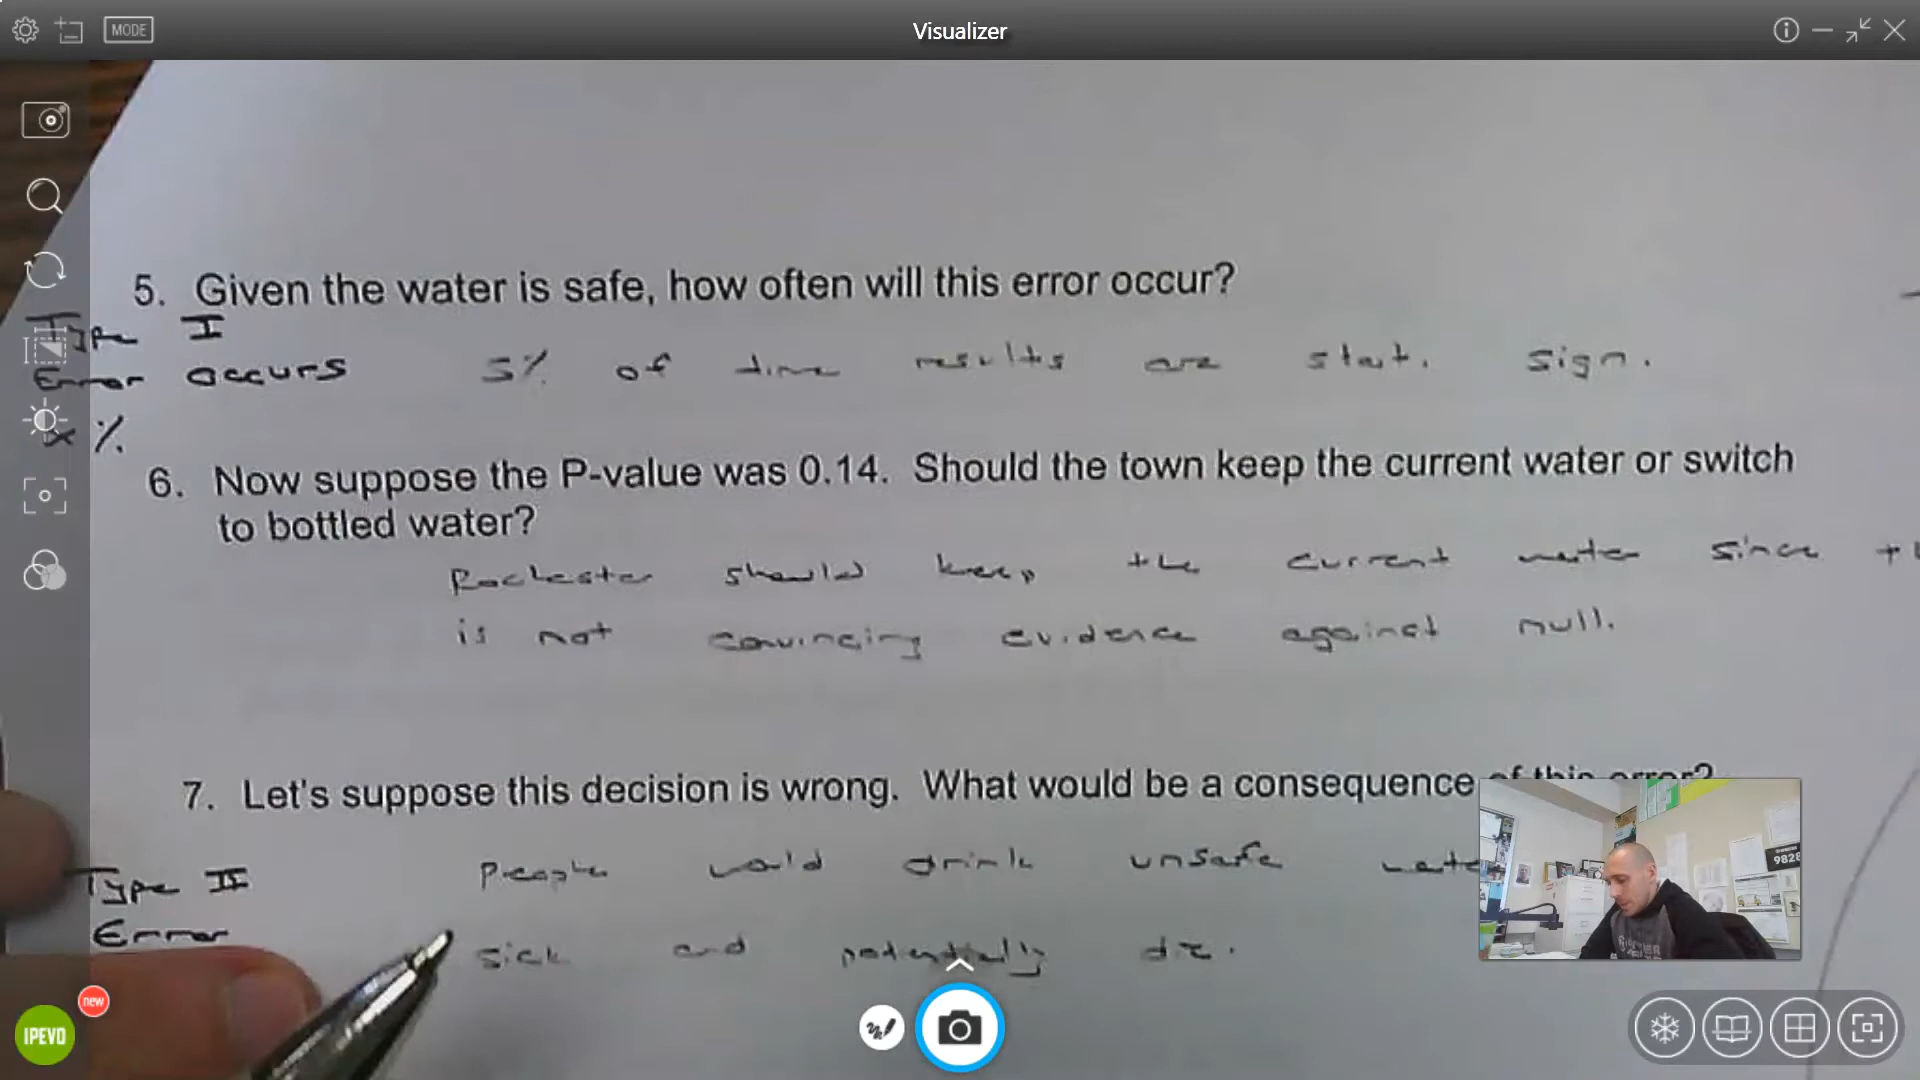 MODE
Visualizer
5. Given the water is safe, how often will this error occur?
Type I
Error occurs
5% of time results are stat. sign.
%
6. Now suppose the P-value was 0.14. Should the town keep the current water or switch
to bottled water?
Rochester should keep the current water since
is not convincing evidence against null.
7. Let's suppose this decision is wrong. What would be a consequence of this error?
Type II
Error
People would drink unsafe
sick and potentially die.
9828
IPEVO
new